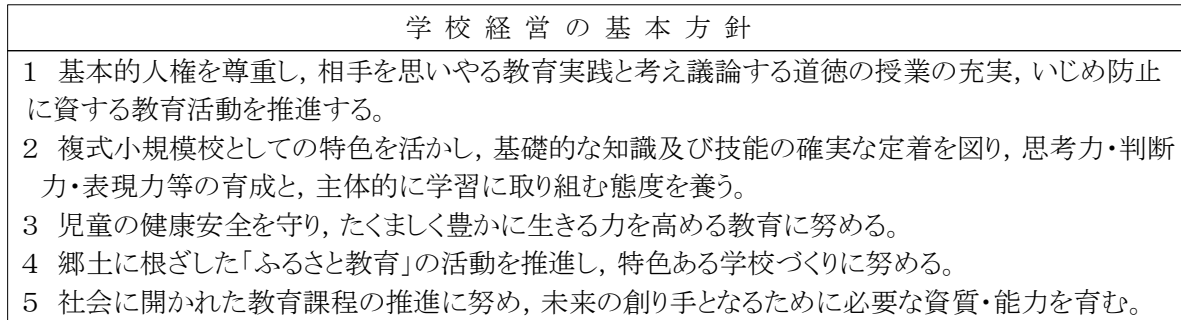 学 校 経 営 の 基 本 方 針
1 基本的人権を尊重し，相手を思いやる教育実践と考え議論する道徳の授業の充実，いじめ防止
に資する教育活動を推進する。
2 複式小規模校としての特色を活かし，基礎的な知識及び技能の確実な定着を図り，思考力・判断
力・表現力等の育成と，主体的に学習に取り組む態度を養う。
3 児童の健康安全を守り，たくましく豊かに生きる力を高める教育に努める。
4 郷土に根ざした「ふるさと教育」の活動を推進し，特色ある学校づくりに努める。
5 社会に開かれた教育課程の推進に努め，未来の創り手となるために必要な資質・能力を育む。